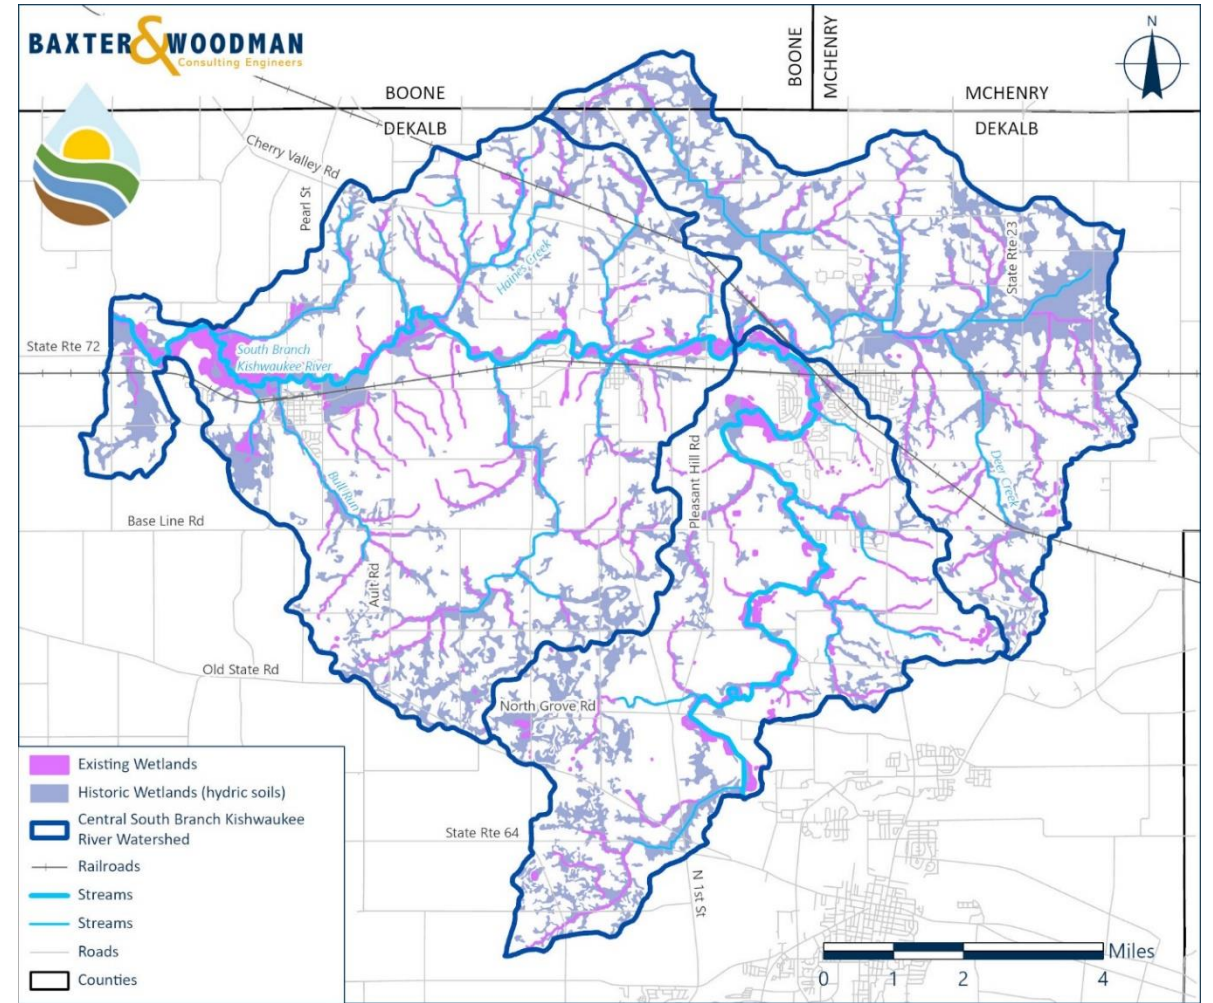 BAXTER & WOODMAN
Consulting Engineers
BOONE
MCHENRY
N
BOONE
MCHENRY
DEKALB
DEKALB
Cherry Valley Rd
Pearl St
State Rte 23
Haines Creek
State Rte 72
South Branch
Kishwaukee River
Pleasant Hill Rd
Deer Creek
Bull Run
Base Line Rd
Ault Rd
Old State Rd
North Grove Rd
State Rte 64
N 1st St
Existing Wetlands
Historic Wetlands (hydric soils)
Central South Branch Kishwaukee
River Watershed
Railroads
Streams
Streams
Roads
Counties
Miles
0 1 2 4